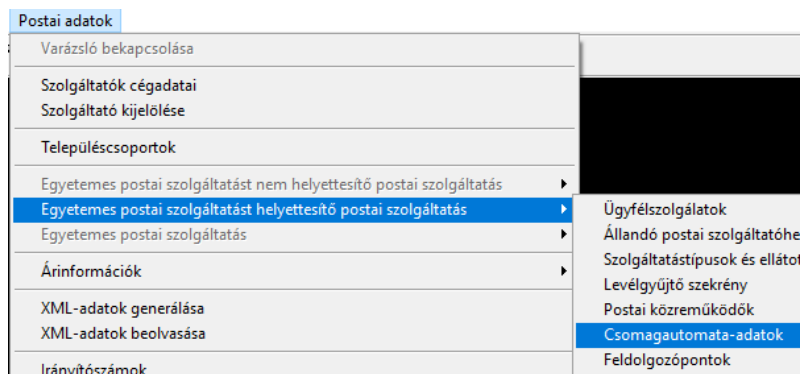 Postai adatok
Varázsló bekapcsolása
Szolgáltatók cégadatai
Szolgáltató kijelölése
Településcsoportok
Egyetemes postai szolgáltatást nem helyettesítő postai szolgáltatás
Egyetemes postai szolgáltatást helyettesítő postai szolgáltatás
Egyetemes postai szolgáltatás
Árinformációk
XML-adatok generálása
XML-adatok beolvasása
Irányítószámok
Ügyfélszolgálatok
Állandó postai szolgáltatóhe
Szolgáltatástípusok és ellátot
Levélgyűjtő szekrény
Postai közreműködők
Csomagautomata-adatok
Feldolgozópontok